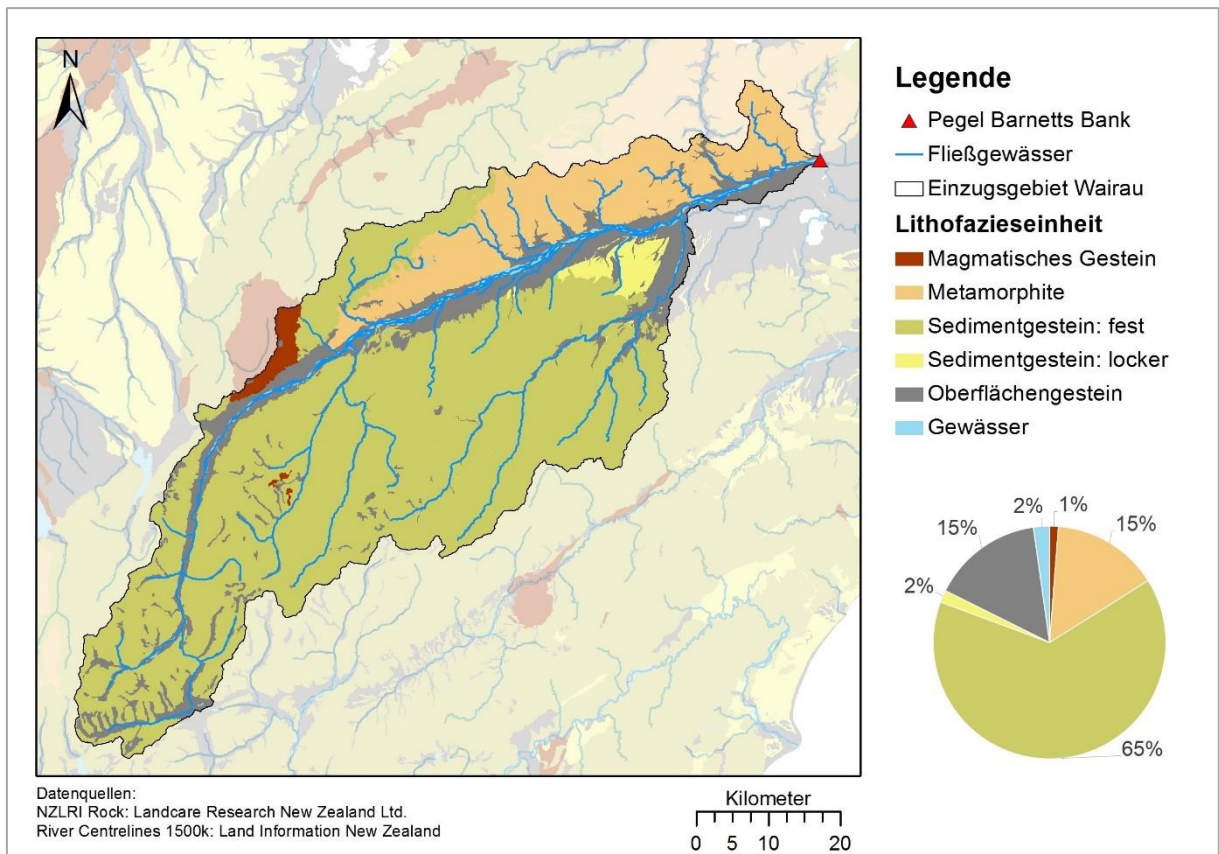 N
Legende
Pegel Barnetts Bank
Fließgewässer
Einzugsgebiet Wairau
Lithofazieseinheit
Magmatisches Gestein
Metamorphite
Sedimentgestein: fest
Sedimentgestein: locker
Oberflächengestein
Gewässer
2% 1%
15% 15%
2%
65%
Datenquellen:
NZLRI Rock: Landcare Research New Zealand Ltd.
River Centrelines 1500k: Land Information New Zealand
Kilometer
0 5 10 20